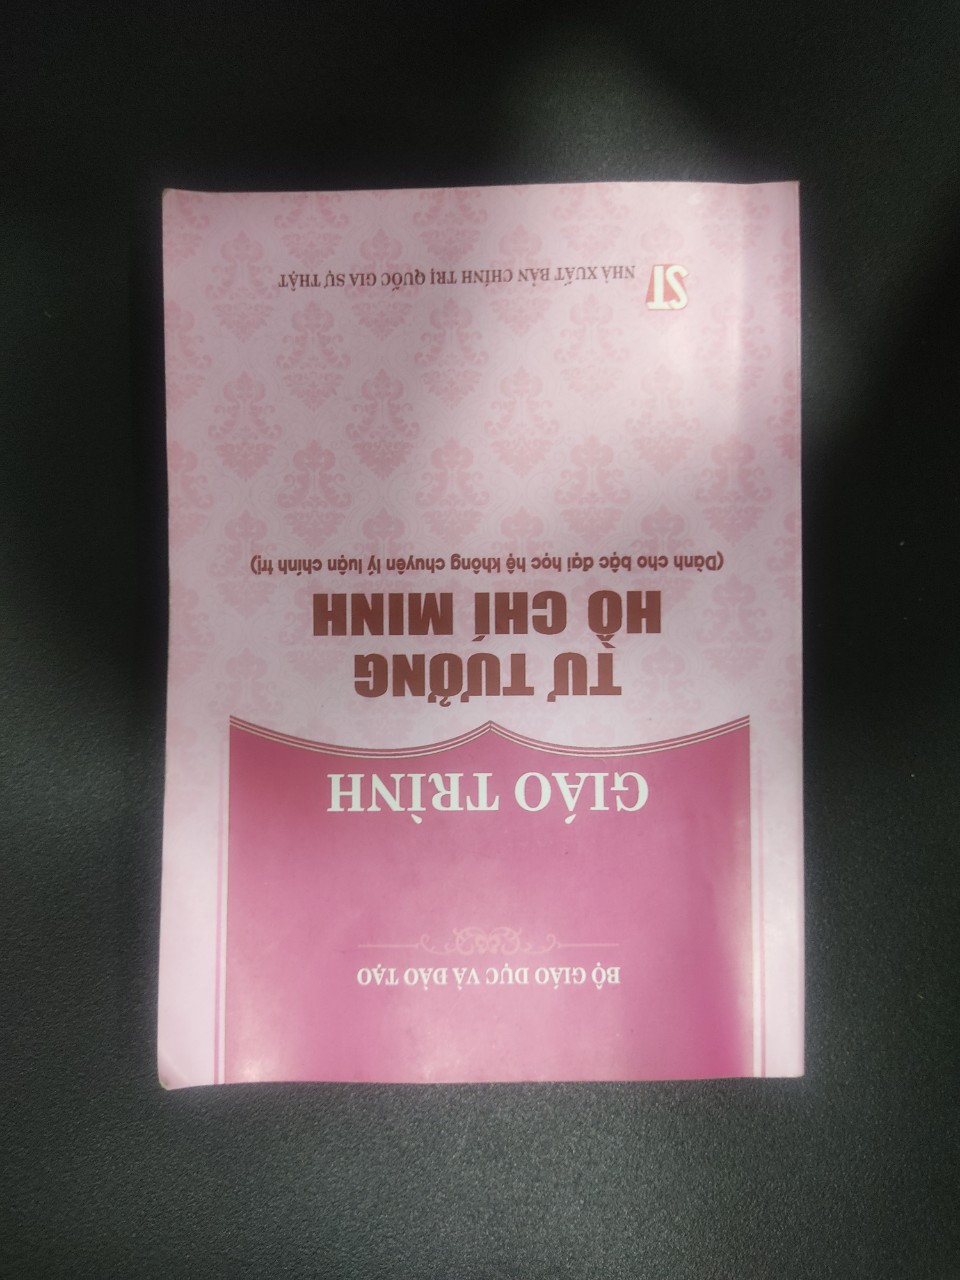 BỘ GIÁO DỤC VÀ ĐÀO TẠO
GIÁO TRÌNH
TƯ TƯỞNG
HỒ CHÍ MINH
(Dành cho bậc đại học hệ không chuyên lý luận chính trị)
ST NHÀ XUẤT BẢN CHÍNH TRỊ QUỐC GIA SỰ THẬT